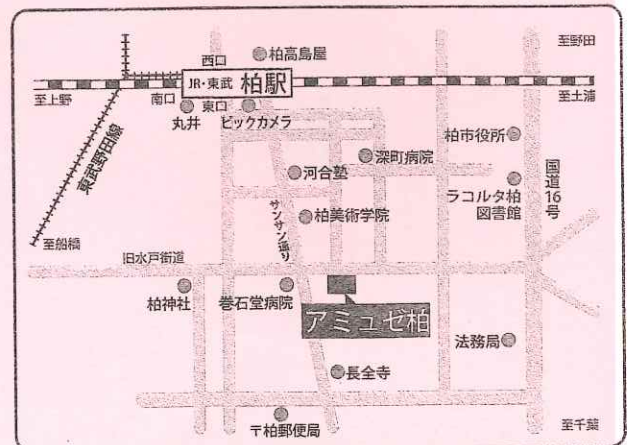 西口
柏高島屋
至野田
JR・東武 柏駅
至上野
南口
東口
至土浦
丸井
ビックカメラ
東武野田線
柏市役所
深町病院
河合塾
国道16号
ラコルタ柏
図書館
サンサン通り
柏美術学院
至船橋
旧水戸街道
柏神社
巻石堂病院
アミュゼ柏
法務局
長全寺
〒柏郵便局
至千葉